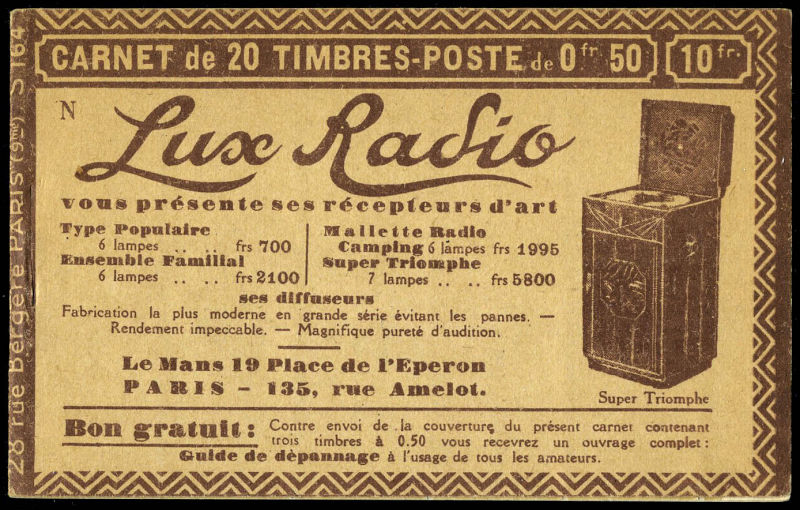 CARNET de 20 TIMBRES-POSTE de 0 fr 50
10 fr.
N
Lux Radio
vous présente ses récepteurs d'art
Type Populaire
6 lampes .. .. frs 700
Ensemble Familial
6 lampes .. .. frs 2100
Mallette Radio
Camping 6 lampes frs 1995
Super Triomphe
7 lampes .. .. frs 5800
ses diffuseurs
Fabrication la plus moderne en grande série évitant les pannes. —
Rendement impeccable. — Magnifique pureté d'audition.
Le Mans 19 Place de l'Eperon
PARIS - 135, rue Amelot.
Super Triomphe
Bon gratuit :
Contre envoi de la couverture du présent carnet contenant
trois timbres à 0.50 vous recevrez un ouvrage complet :
Guide de dépannage à l'usage de tous les amateurs.
28 rue Bergère PARIS (9me) S 164